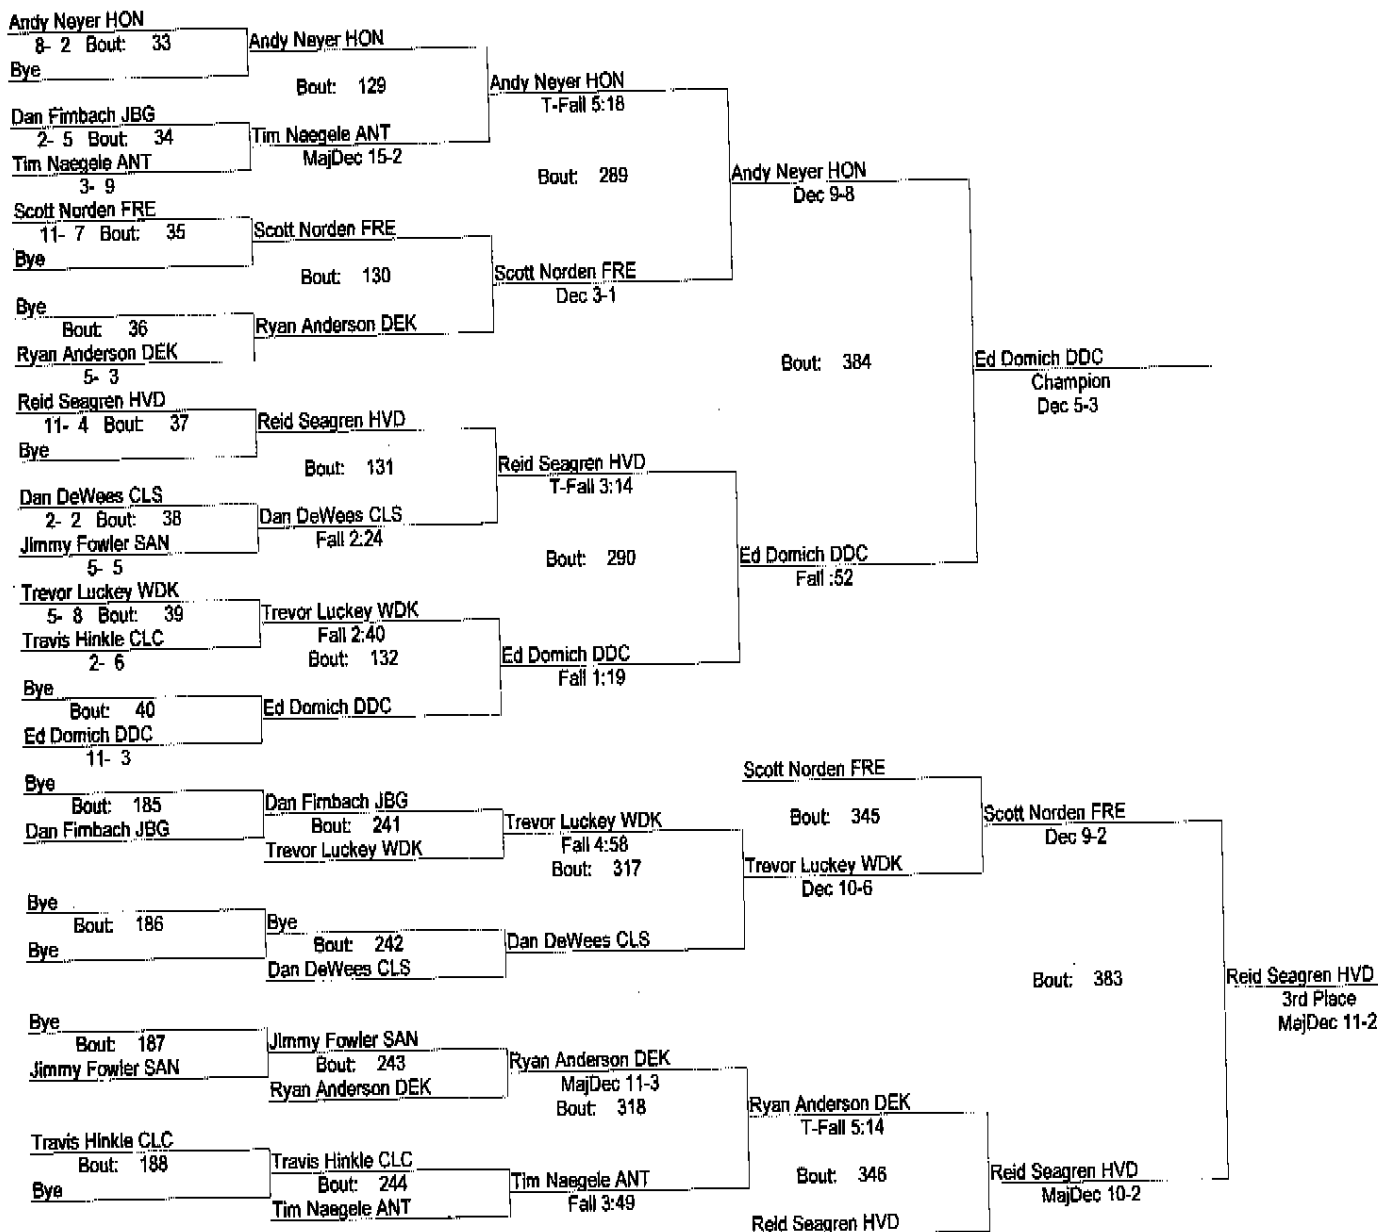 Andy Neyer HON
8- 2 Bout: 33
Bye
Andy Neyer HON
Bout: 129
Dan Fimbach JBG
2- 5 Bout: 34
Tim Naegele ANT
3- 9
Tim Naegele ANT
MajDec 15-2
Andy Neyer HON
T-Fall 5:18
Bout: 289
Scott Norden FRE
11- 7 Bout: 35
Bye
Scott Norden FRE
Bout: 130
Bye
Bout: 36
Ryan Anderson DEK
5- 3
Ryan Anderson DEK
Scott Norden FRE
Dec 3-1
Andy Neyer HON
Dec 9-8
Bout: 384
Reid Seagren HVD
11- 4 Bout: 37
Bye
Reid Seagren HVD
Bout: 131
Dan DeWees CLS
2- 2 Bout: 38
Jimmy Fowler SAN
5- 5
Dan DeWees CLS
Fall 2:24
Reid Seagren HVD
T-Fall 3:14
Bout: 290
Trevor Luckey WDK
5- 8 Bout: 39
Travis Hinkle CLC
2- 6
Trevor Luckey WDK
Fall 2:40
Bout: 132
Bye
Bout: 40
Ed Domich DDC
11- 3
Ed Domich DDC
Ed Domich DDC
Fall 1:19
Ed Domich DDC
Fall :52
Ed Domich DDC
Champion
Dec 5-3
Bye
Bout: 185
Dan Fimbach JBG
Dan Fimbach JBG
Bout: 241
Trevor Luckey WDK
Trevor Luckey WDK
Fall 4:58
Bout: 317
Bye
Bout: 186
Bye
Bye
Bout: 242
Dan DeWees CLS
Dan DeWees CLS
Scott Norden FRE
Bout: 345
Trevor Luckey WDK
Dec 10-6
Scott Norden FRE
Dec 9-2
Bout: 383
Bye
Bout: 187
Jimmy Fowler SAN
Jimmy Fowler SAN
Bout: 243
Ryan Anderson DEK
Ryan Anderson DEK
MajDec 11-3
Bout: 318
Travis Hinkle CLC
Bout: 188
Bye
Travis Hinkle CLC
Bout: 244
Tim Naegele ANT
Tim Naegele ANT
Fall 3:49
Ryan Anderson DEK
T-Fall 5:14
Bout: 346
Reid Seagren HVD
Reid Seagren HVD
MajDec 10-2
Reid Seagren HVD
3rd Place
MajDec 11-2